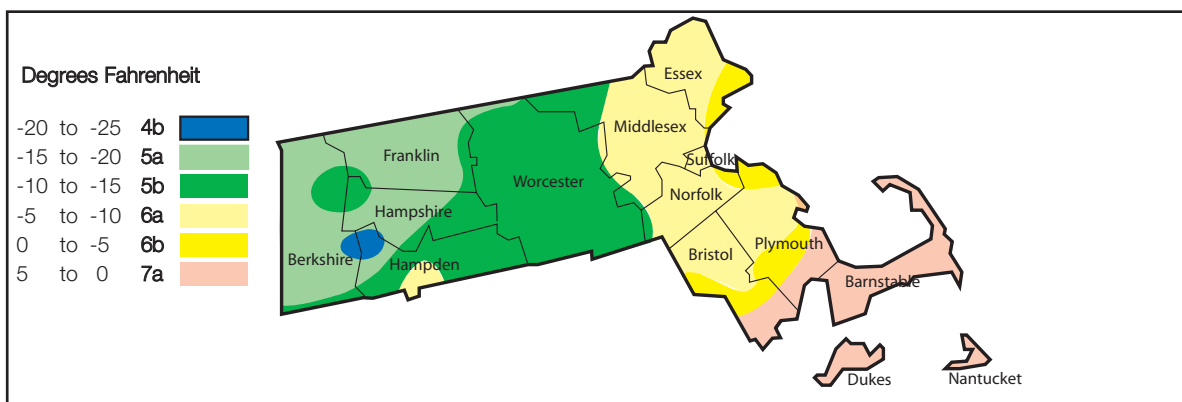 Degrees Fahrenheit
-20 to -25 4b
-15 to -20 5a
-10 to -15 5b
-5 to -10 6a
0 to -5 6b
5 to 0 7a
Essex
Middlesex
Franklin
Suffolk
Worcester
Norfolk
Hampshire
Plymouth
Bristol
Berkshire
Hampden
Barnstable
Dukes
Nantucket